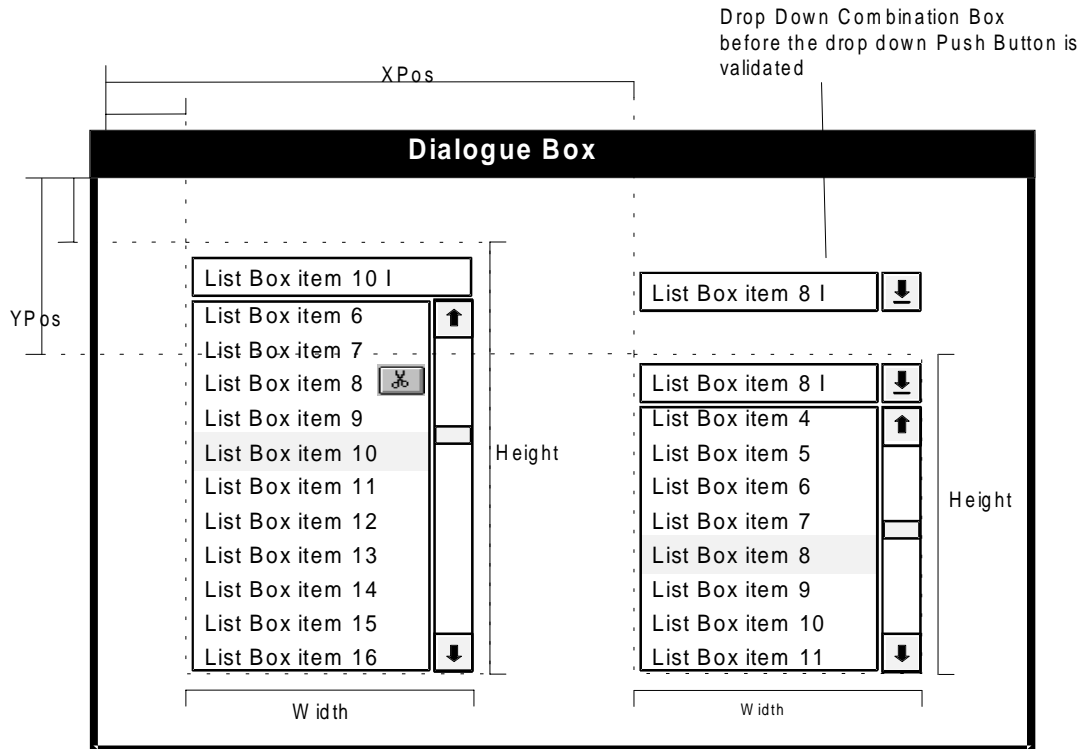 Drop Down Combination Box
before the drop down Push Button is
validated
XPos
Dialogue Box
YPos
List Box item 10 I
List Box item 6
List Box item 7
List Box item 8
List Box item 9
List Box item 10
List Box item 11
List Box item 12
List Box item 13
List Box item 14
List Box item 15
List Box item 16
Height
Width
List Box item 8 I
List Box item 8 I
List Box item 4
List Box item 5
List Box item 6
List Box item 7
List Box item 8
List Box item 9
List Box item 10
List Box item 11
Height
Width